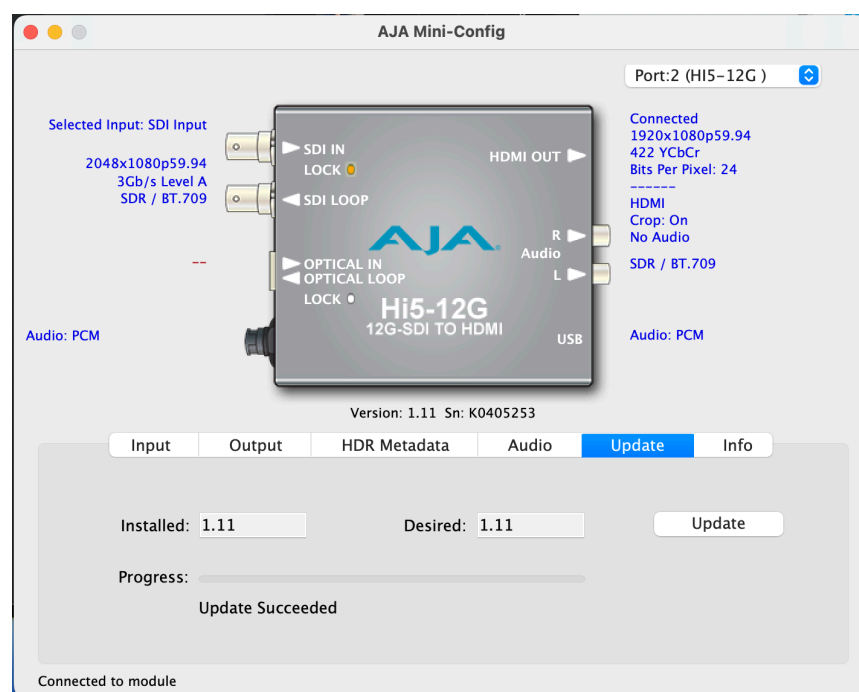 AJA Mini-Config
Port:2 (HI5-12G )
Selected Input: SDI Input
2048x1080p59.94
3Gb/s Level A
SDR / BT.709
--
Audio: PCM
SDI IN
LOCK
SDI LOOP
OPTICAL IN
OPTICAL LOOP
LOCK
HDMI OUT
AJA
R
Audio
L
Hi5-12G
12G-SDI TO HDMI
USB
Connected
1920x1080p59.94
422 YCbCr
Bits Per Pixel: 24
------
HDMI
Crop: On
No Audio
SDR / BT.709
Audio: PCM
Version: 1.11 Sn: K0405253
Input Output HDR Metadata Audio Update Info
Installed: 1.11 Desired: 1.11 Update
Progress:
Update Succeeded
Connected to module